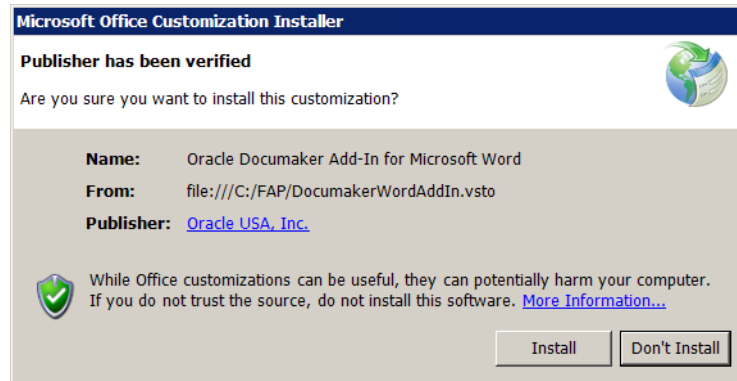 Microsoft Office Customization Installer
Publisher has been verified
Are you sure you want to install this customization?
Name: Oracle Documaker Add-In for Microsoft Word
From: file:///C:/FAP/DocumakerWordAddIn.vsto
Publisher: Oracle USA, Inc.
While Office customizations can be useful, they can potentially harm your computer.
If you do not trust the source, do not install this software. More Information...
Install Don't Install